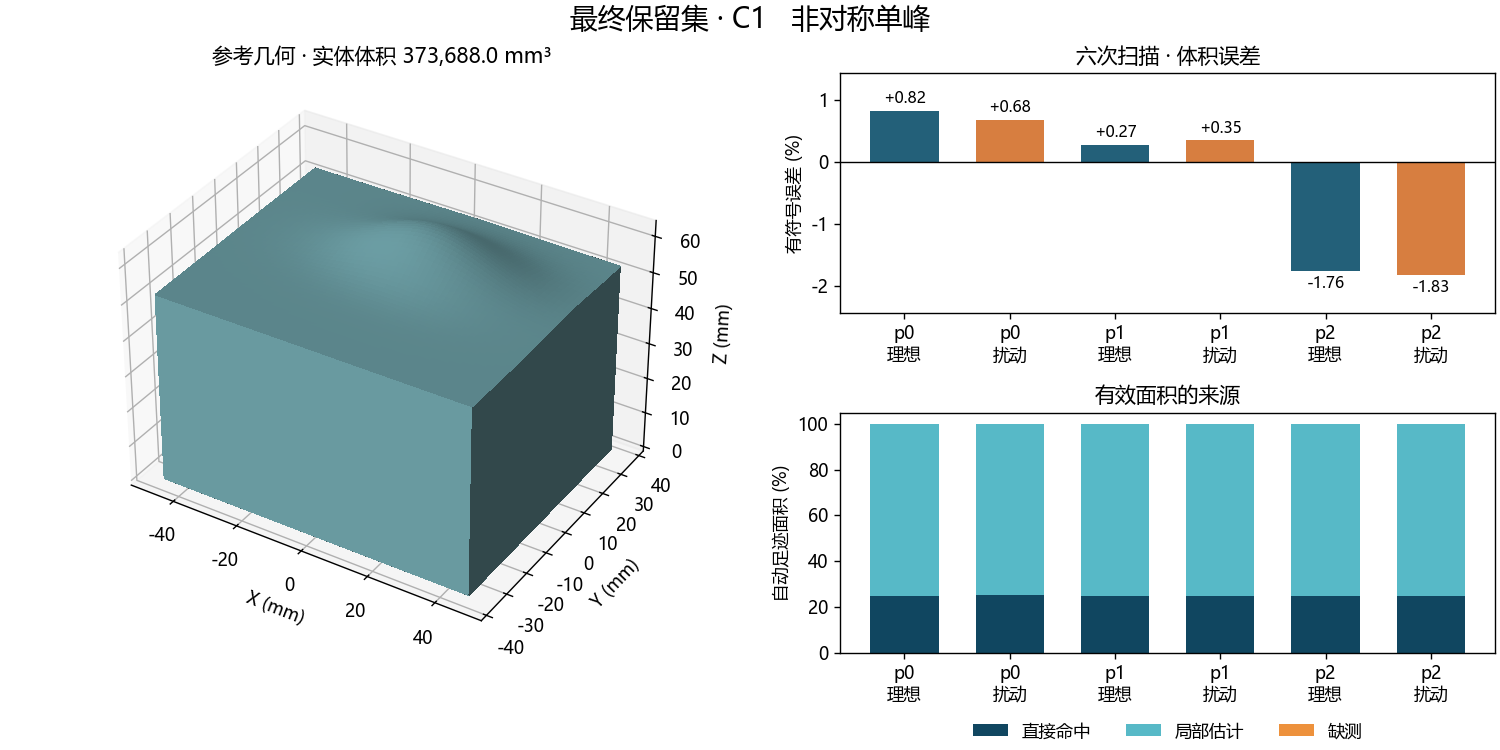 最终保留集 · C1 非对称单峰
参考几何 · 实体体积 373,688.0 mm³
60
50
40
30
20
10
0
Z (mm)
-40
-20
0
20
40
X (mm)
40
30
20
10
0
-10
-20
-30
-40
Y (mm)
六次扫描 · 体积误差
有符号误差 (%)
1
0
-1
-2
+0.82
+0.68
+0.27
+0.35
-1.76
-1.83
p0 p0 p1 p1 p2 p2
理想 扰动 理想 扰动 理想 扰动
有效面积的来源
自动足迹面积 (%)
100
80
60
40
20
0
p0 p0 p1 p1 p2 p2
理想 扰动 理想 扰动 理想 扰动
直接命中 局部估计 缺测